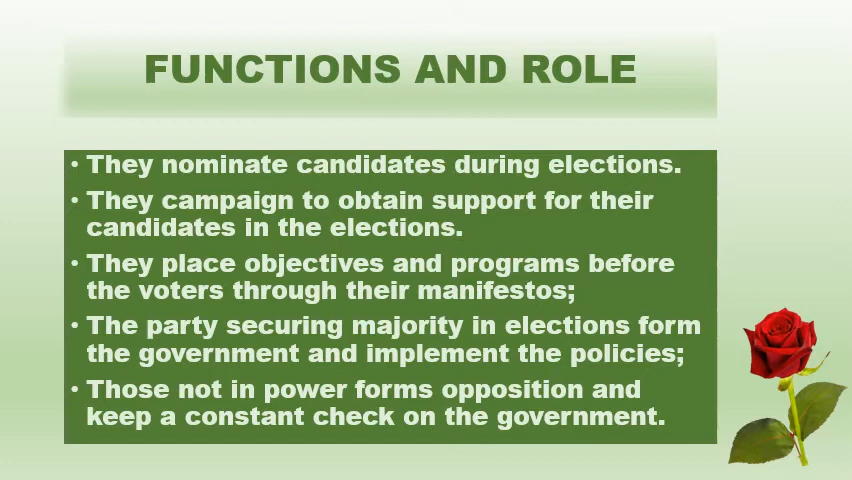 FUNCTIONS AND ROLE
• They nominate candidates during elections.
• They campaign to obtain support for their
candidates in the elections.
• They place objectives and programs before
the voters through their manifestos;
• The party securing majority in elections form
the government and implement the policies;
• Those not in power forms opposition and
keep a constant check on the government.